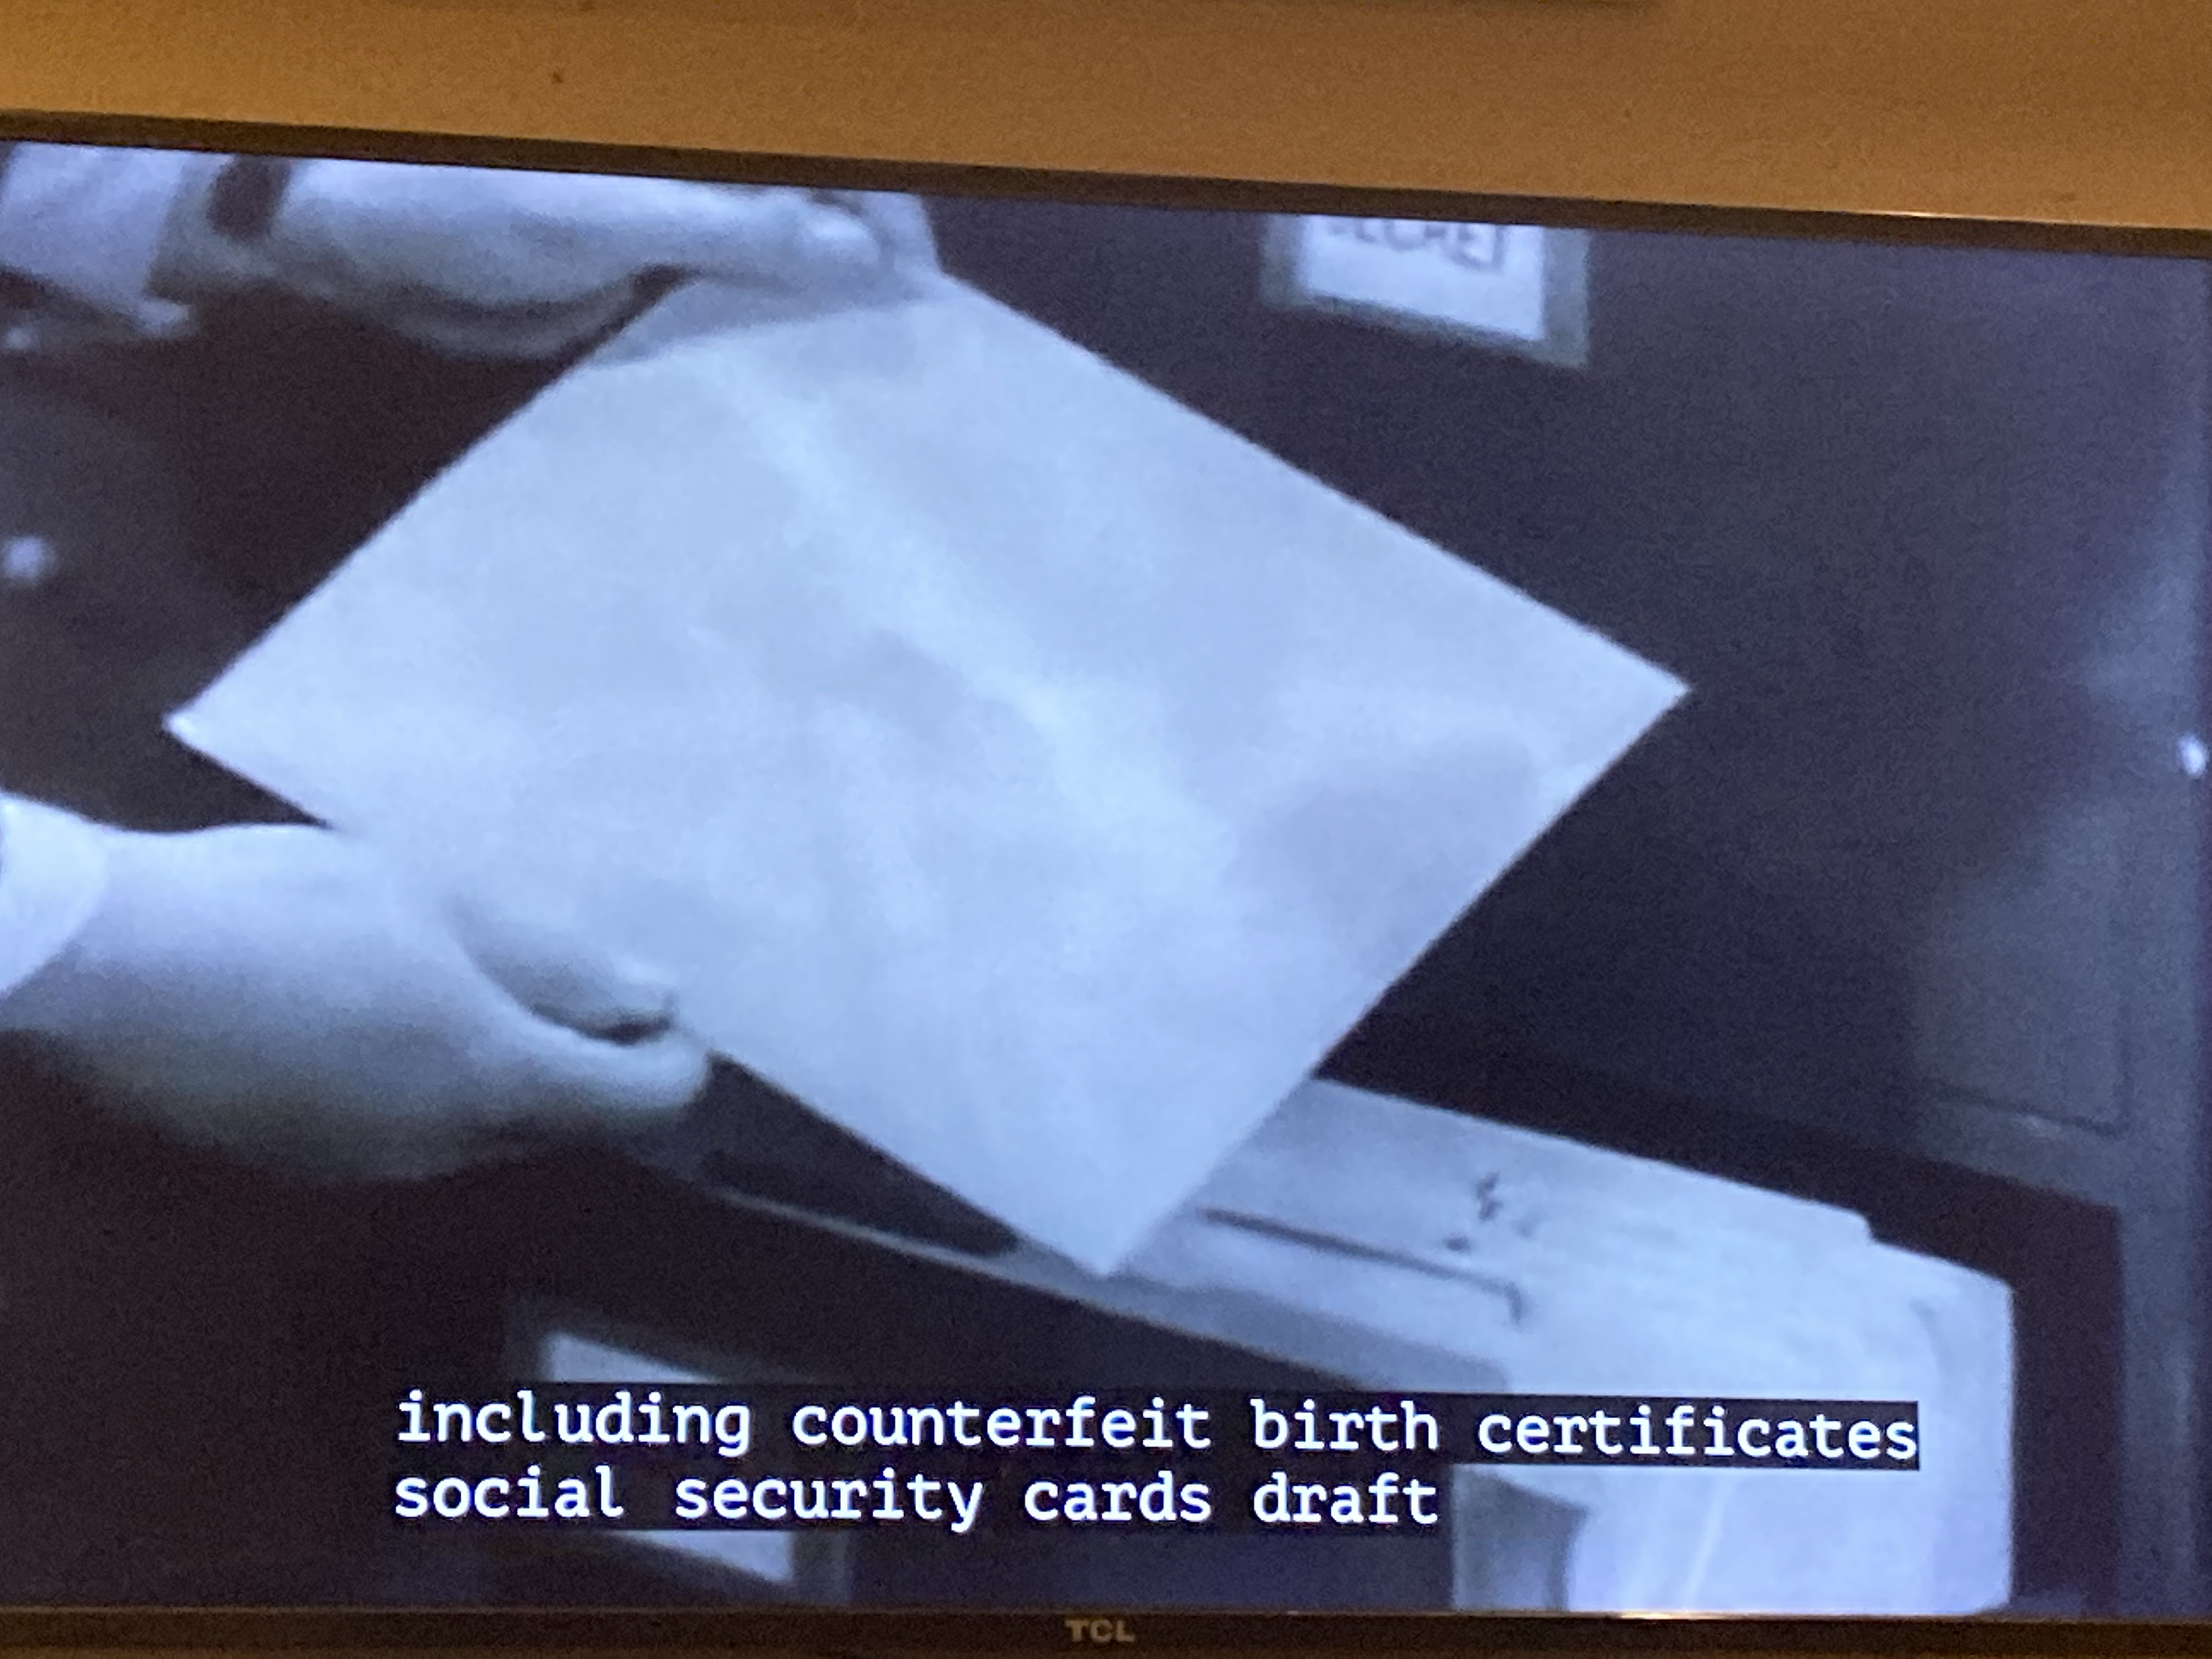 including counterfeit birth certificates
social security cards draft
TCL